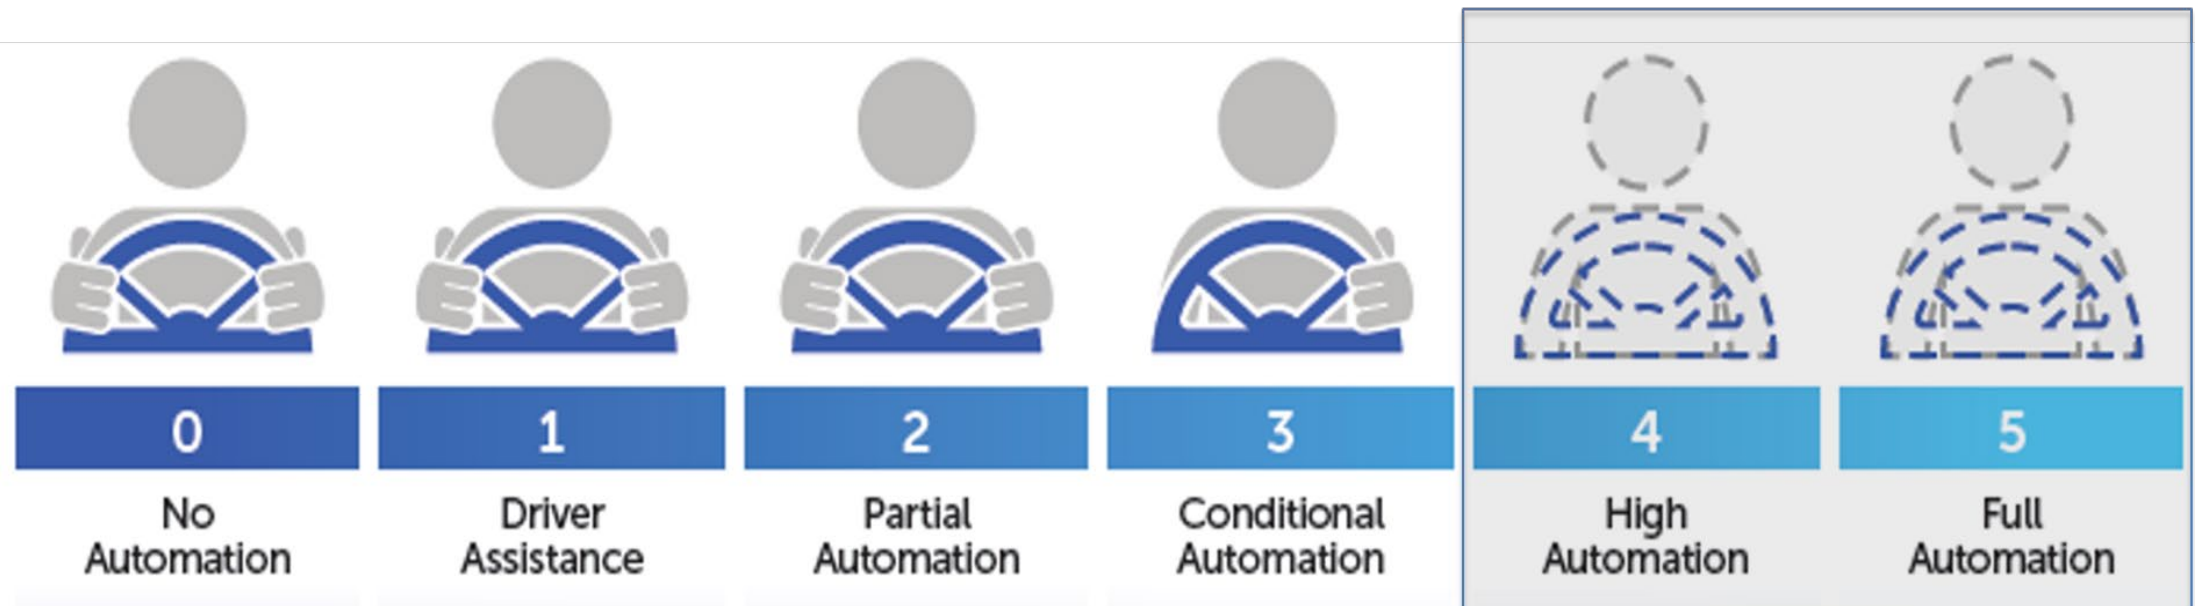 0
1
2
3
4
5
No
Automation
Driver
Assistance
Partial
Automation
Conditional
Automation
High
Automation
Full
Automation